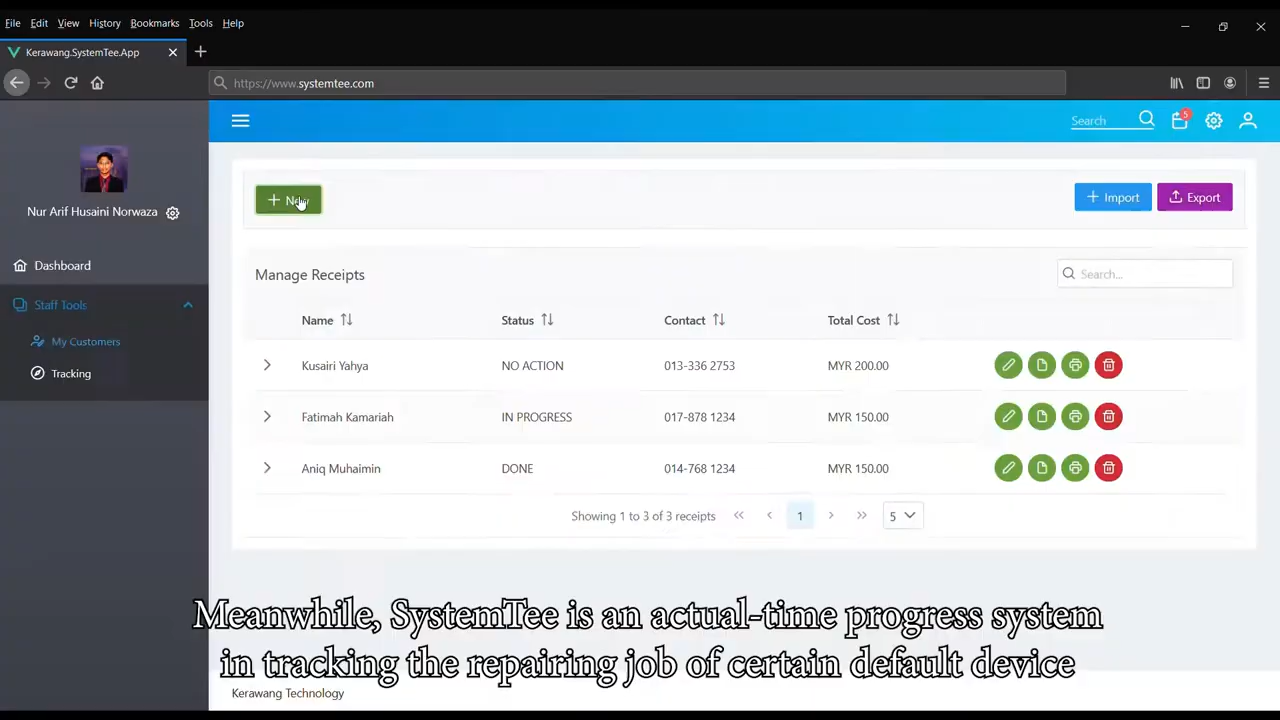 File Edit View History Bookmarks Tools Help
Kerawang.SystemTee.App
https://www.systemtee.com
Search
5
Nur Arif Husaini Norwaza
Dashboard
Staff Tools
My Customers
Tracking
New
Import
Export
Manage Receipts
Search...
Name Status Contact Total Cost
Kusairi Yahya NO ACTION 013-336 2753 MYR 200.00
Fatimah Kamariah IN PROGRESS 017-878 1234 MYR 150.00
Aniq Muhaimin DONE 014-768 1234 MYR 150.00
Showing 1 to 3 of 3 receipts 1 5
Meanwhile, SystemTee is an actual-time progress system
in tracking the repairing job of certain default device
Kerawang Technology